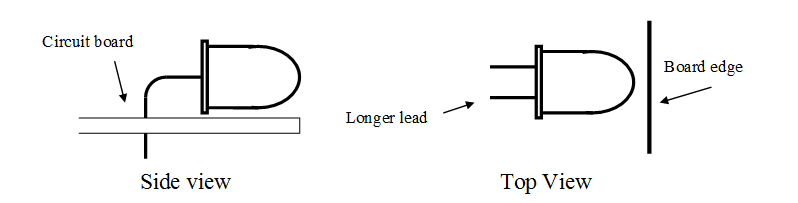 Circuit board
Board edge
Longer lead
Side view
Top View